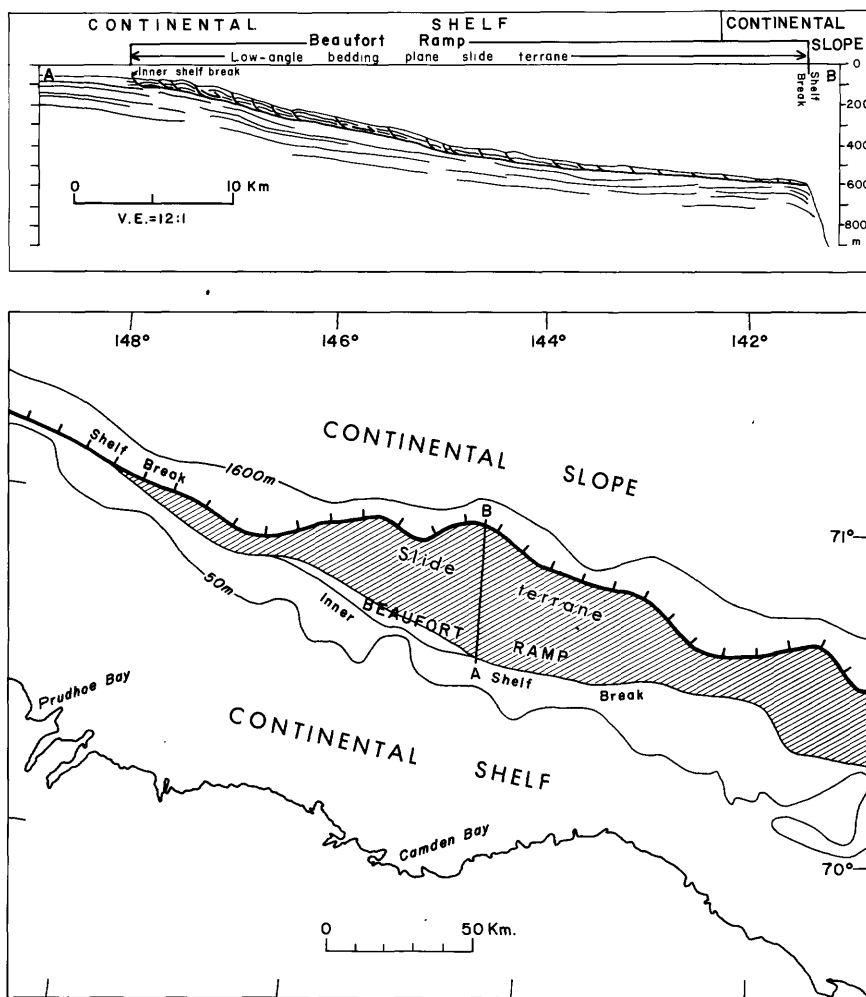 CONTINENTAL SHELF CONTINENTAL
Beaufort Ramp SLOPE
Low-angle bedding plane slide terrane
A Inner shelf break Shelf Break B
0
200
400
600
800
m
0 10 Km
V.E.=12:1
148° 146° 144° 142°
CONTINENTAL SLOPE
Shelf Break
1600m
B
71°
Slide terrane
50m
Inner
BEAUFORT RAMP
A Shelf Break
Prudhoe Bay
CONTINENTAL SHELF
Camden Bay
70°
0 50 Km.